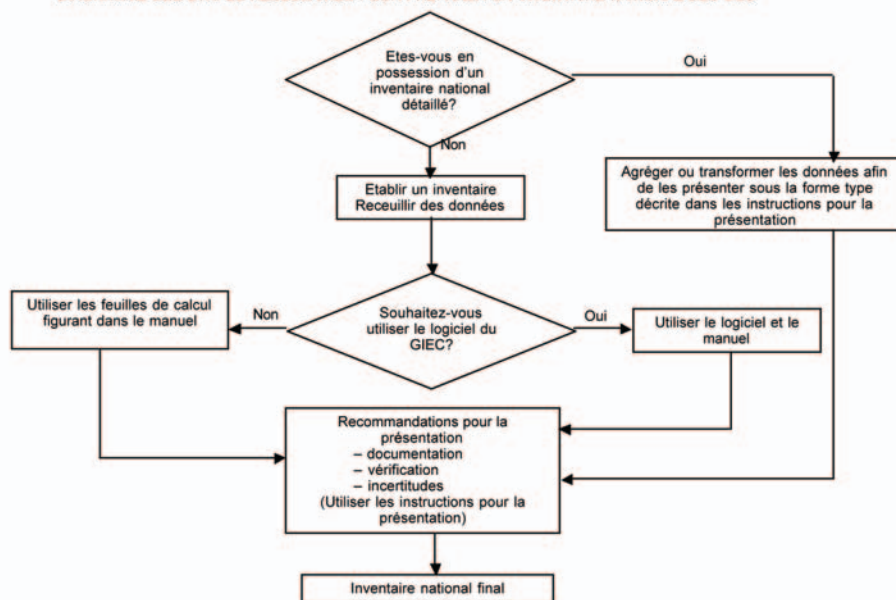 Etes-vous en
possession d'un
inventaire national
détaillé?
Oui
Non
Etablir un inventaire
Receuillir des données
Agréger ou transformer les données afin
de les présenter sous la forme type
décrite dans les instructions pour la
présentation
Utiliser les feuilles de calcul
figurant dans le manuel
Non
Souhaitez-vous
utiliser le logiciel du
GIEC?
Oui
Utiliser le logiciel et le
manuel
Recommandations pour la
présentation
– documentation
– vérification
– incertitudes
(Utiliser les instructions pour la
présentation)
Inventaire national final